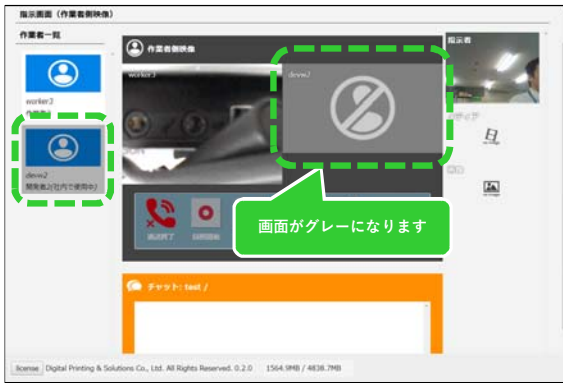 指示画面（作業者側映像）
作業者一覧
worker3
devw2
開発者2(社内で使用中)
作業者側映像
worker3
devw2
画面がグレーになります
チャット: test /
指示者
license Digital Printing & Solutions Co., Ltd. All Rights Reserved. 0.2.0 1564.9MB / 4838.7MB